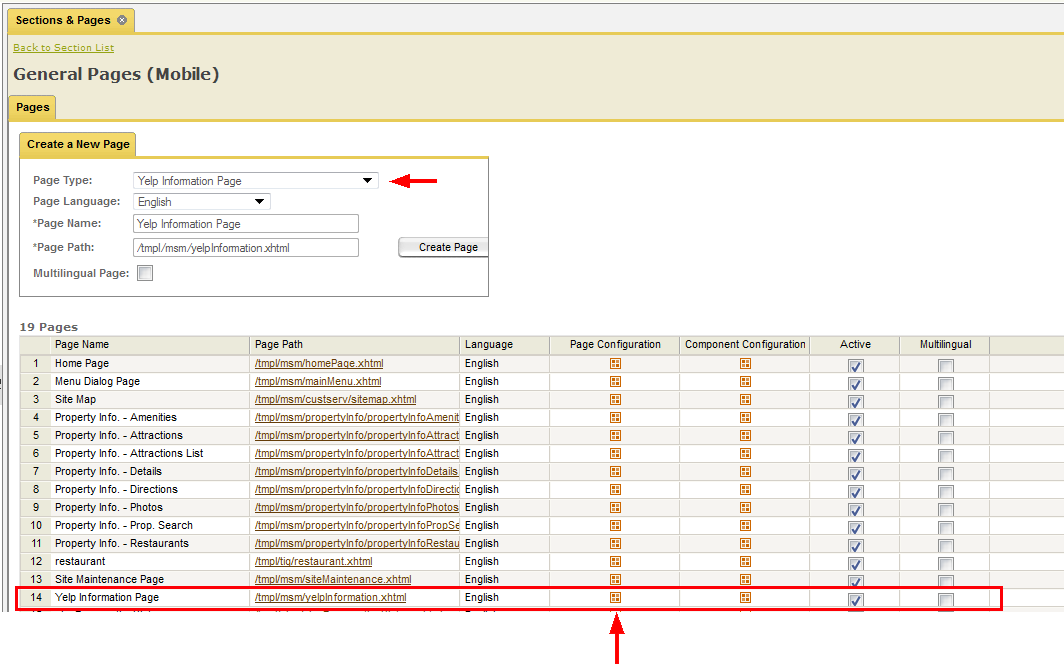 Sections & Pages
Back to Section List
General Pages (Mobile)
Pages
Create a New Page
Page Type: Yelp Information Page
Page Language: English
*Page Name: Yelp Information Page
*Page Path: /tmpl/msm/yelpInformation.xhtml Create Page
Multilingual Page:
19 Pages
Page Name Page Path Language Page Configuration Component Configuration Active Multilingual
1 Home Page /tmpl/msm/homePage.xhtml English
2 Menu Dialog Page /tmpl/msm/mainMenu.xhtml English
3 Site Map /tmpl/msm/custserv/sitemap.xhtml English
4 Property Info. - Amenities /tmpl/msm/propertyInfo/propertyInfoAmenit English
5 Property Info. - Attractions /tmpl/msm/propertyInfo/propertyInfoAttract English
6 Property Info. - Attractions List /tmpl/msm/propertyInfo/propertyInfoAttract English
7 Property Info. - Details /tmpl/msm/propertyInfo/propertyInfoDetails English
8 Property Info. - Directions /tmpl/msm/propertyInfo/propertyInfoDirectio English
9 Property Info. - Photos /tmpl/msm/propertyInfo/propertyInfoPhotos English
10 Property Info. - Prop. Search /tmpl/msm/propertyInfo/propertyInfoPropSe English
11 Property Info. - Restaurants /tmpl/msm/propertyInfo/propertyInfoRestau English
12 restaurant /tmpl/tig/restaurant.xhtml English
13 Site Maintenance Page /tmpl/msm/siteMaintenance.xhtml English
14 Yelp Information Page /tmpl/msm/yelpInformation.xhtml English